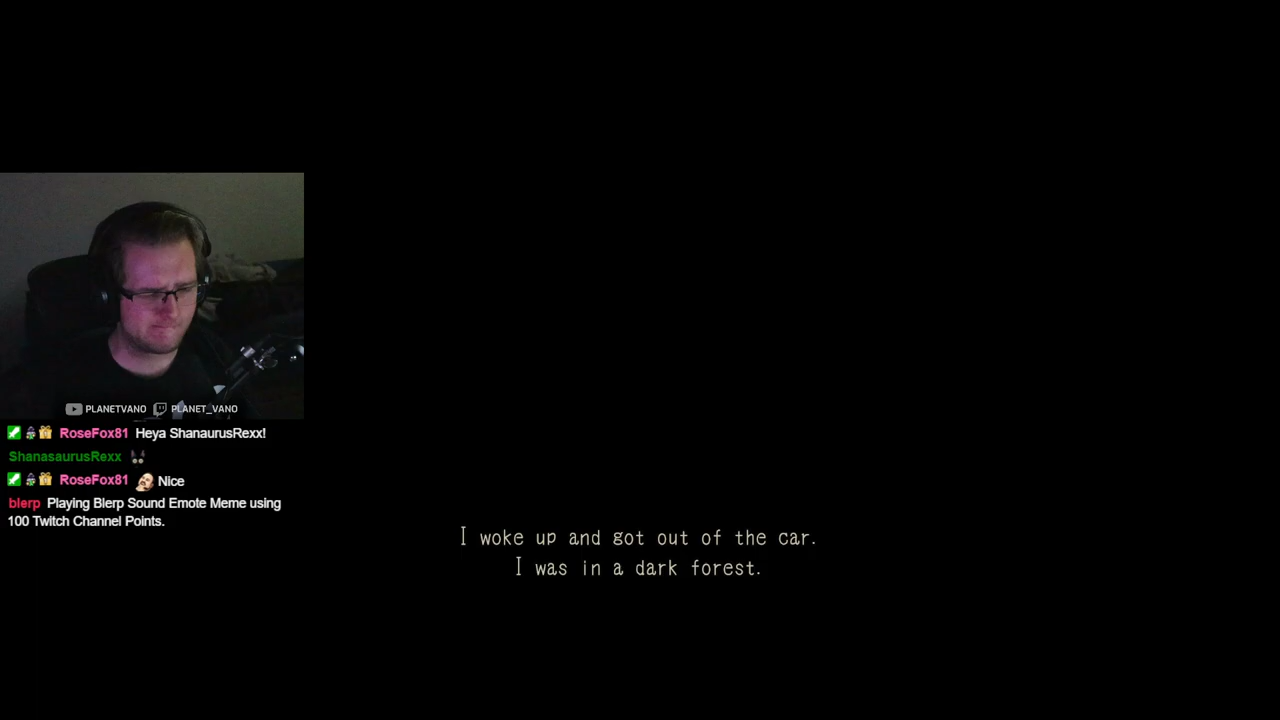 PLANETVANO PLANET_VANO
RoseFox81 Heya ShanaurusRexx!
ShanasaurusRexx
RoseFox81 Nice
blerp Playing Blerp Sound Emote Meme using
100 Twitch Channel Points.
I woke up and got out of the car.
I was in a dark forest.